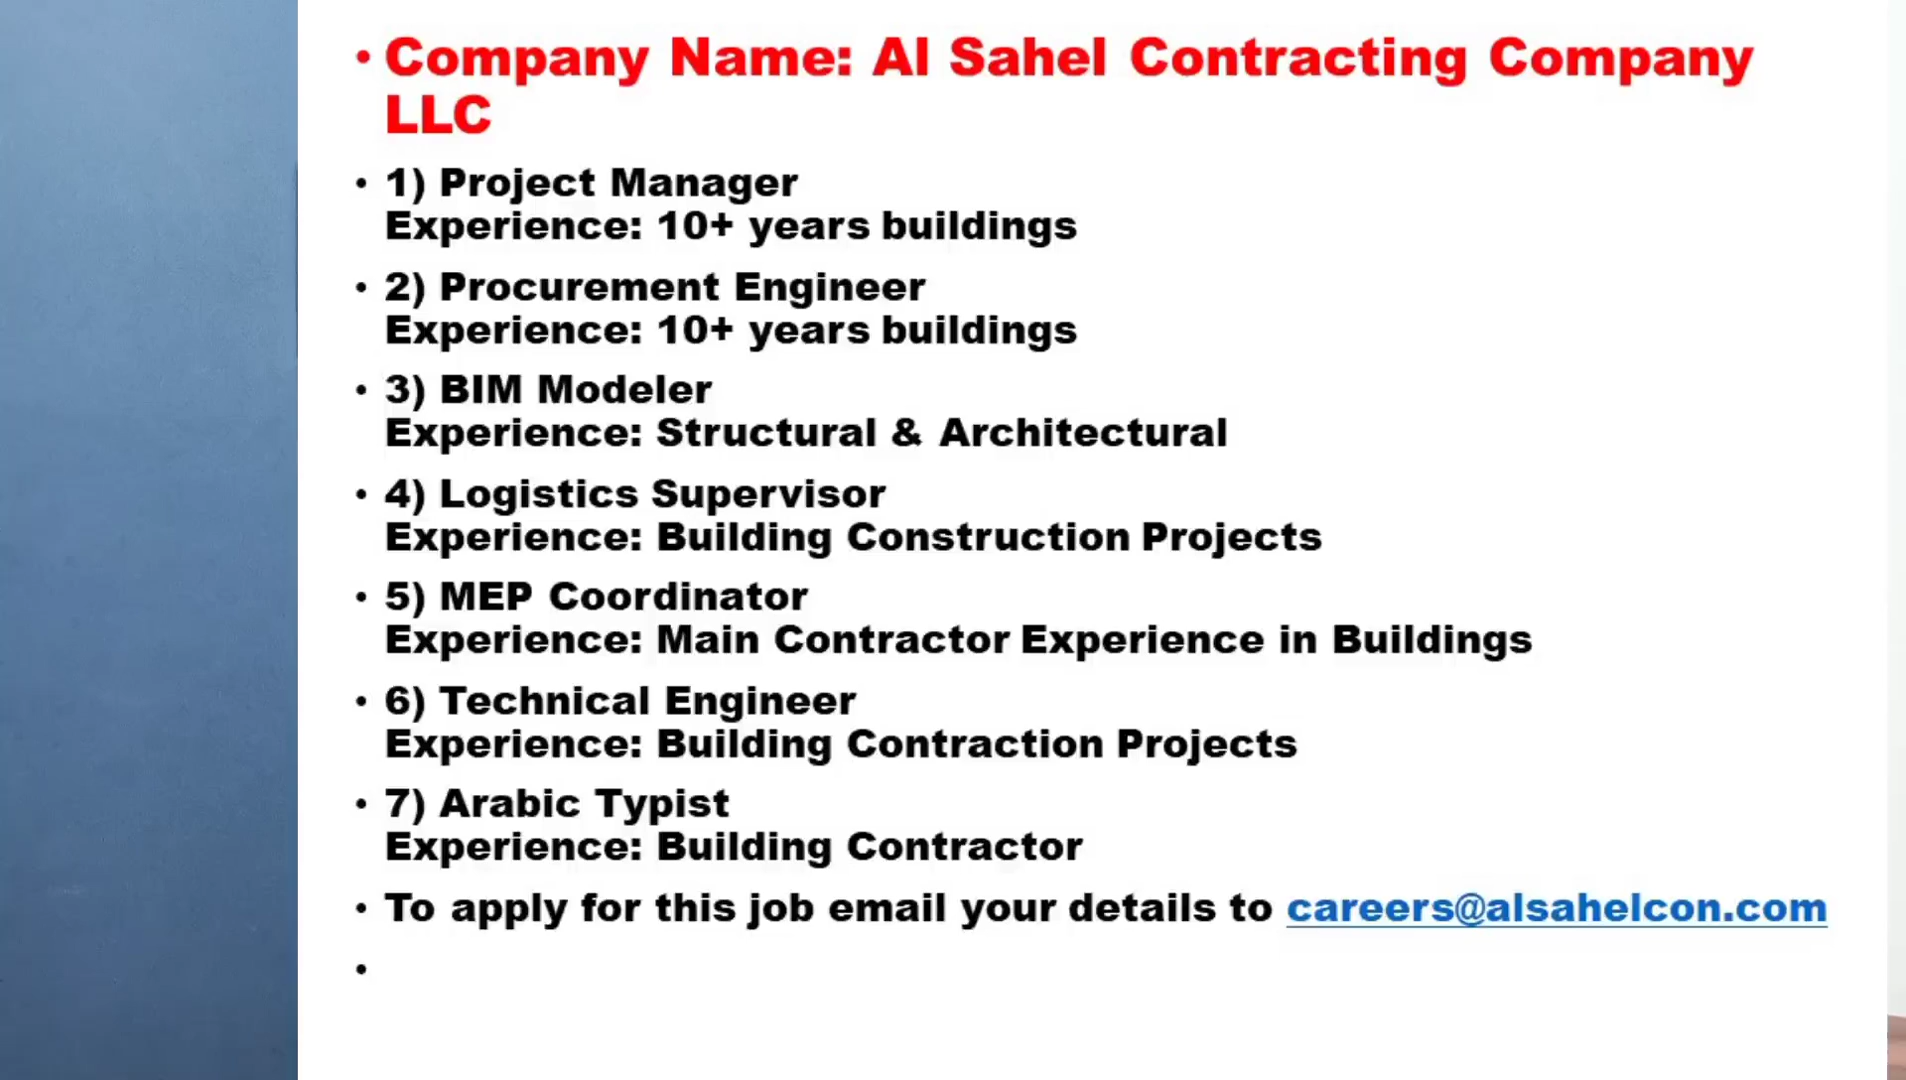 • Company Name: Al Sahel Contracting Company
LLC
• 1) Project Manager
Experience: 10+ years buildings
• 2) Procurement Engineer
Experience: 10+ years buildings
• 3) BIM Modeler
Experience: Structural & Architectural
• 4) Logistics Supervisor
Experience: Building Construction Projects
• 5) MEP Coordinator
Experience: Main Contractor Experience in Buildings
• 6) Technical Engineer
Experience: Building Contraction Projects
• 7) Arabic Typist
Experience: Building Contractor
• To apply for this job email your details to careers@alsahelcon.com
•